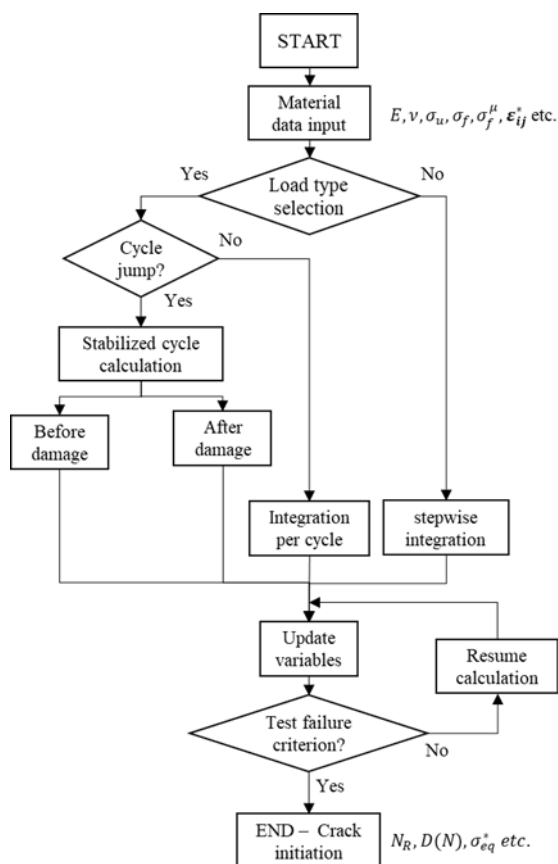 START
Material
data input
E, ν, σ_u, σ_f, σ_f^μ, ε_ij^* etc.
Yes
Load type
selection
No
Cycle
jump?
No
Yes
Stabilized cycle
calculation
Before
damage
After
damage
Integration
per cycle
stepwise
integration
Update
variables
Resume
calculation
Test failure
criterion?
No
Yes
END – Crack
initiation
N_R, D(N), σ_eq^* etc.